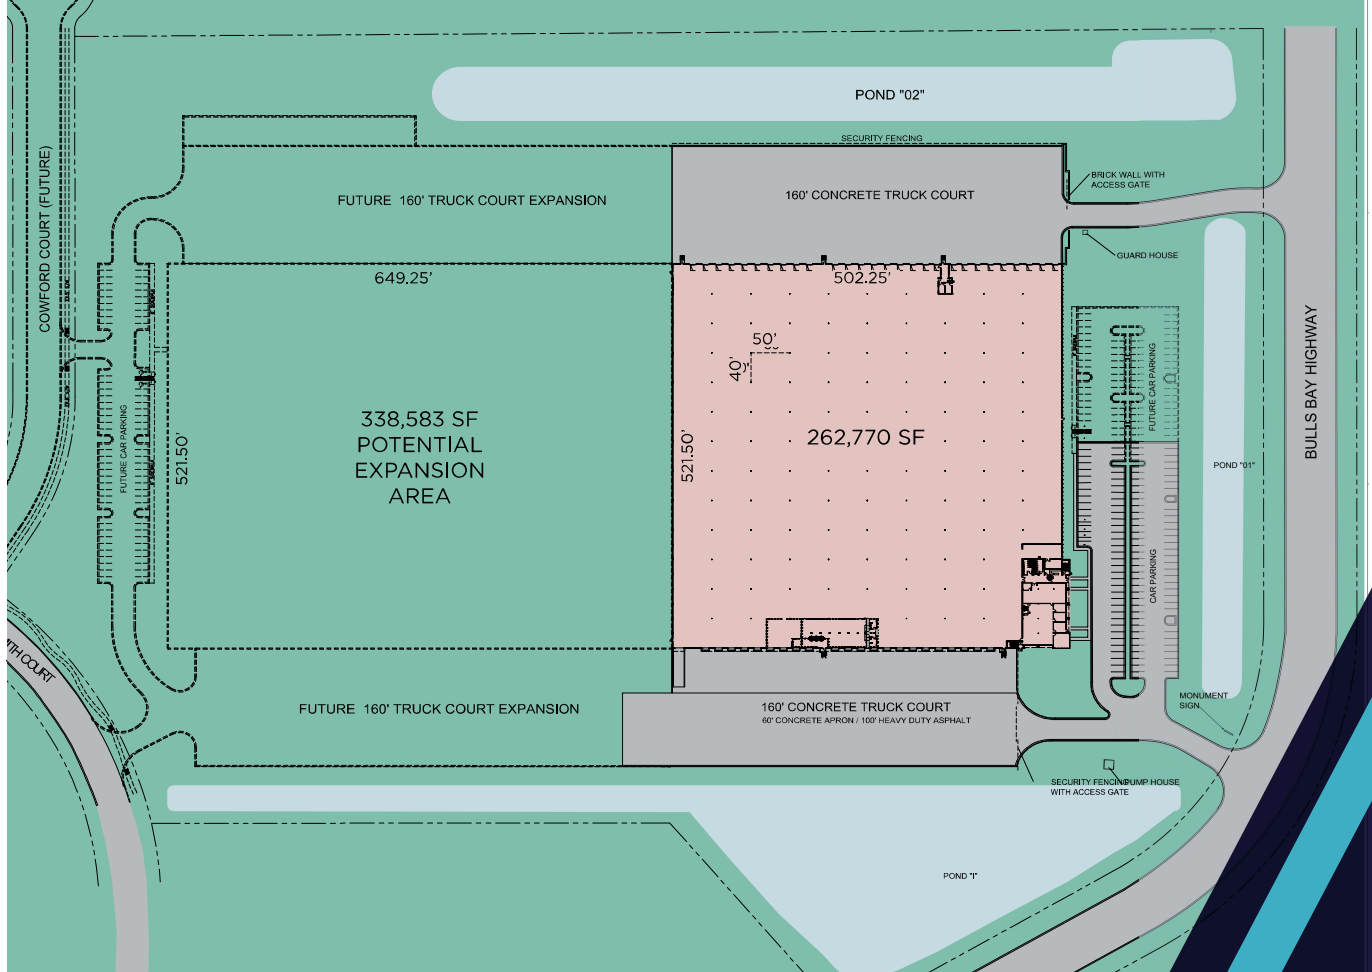 POND "02"
SECURITY FENCING
BRICK WALL WITH
ACCESS GATE
FUTURE 160' TRUCK COURT EXPANSION
160' CONCRETE TRUCK COURT
GUARD HOUSE
COWFORD COURT (FUTURE)
649.25'
502.25'
50'
40'
FUTURE CAR PARKING
BULLS BAY HIGHWAY
338,583 SF
POTENTIAL
EXPANSION
AREA
262,770 SF
521.50'
521.50'
FUTURE CAR PARKING
POND "01"
CAR PARKING
COURT
MONUMENT
SIGN
FUTURE 160' TRUCK COURT EXPANSION
160' CONCRETE TRUCK COURT
60' CONCRETE APRON / 100' HEAVY DUTY ASPHALT
SECURITY FENCING
WITH ACCESS GATE
PUMP HOUSE
POND "I"